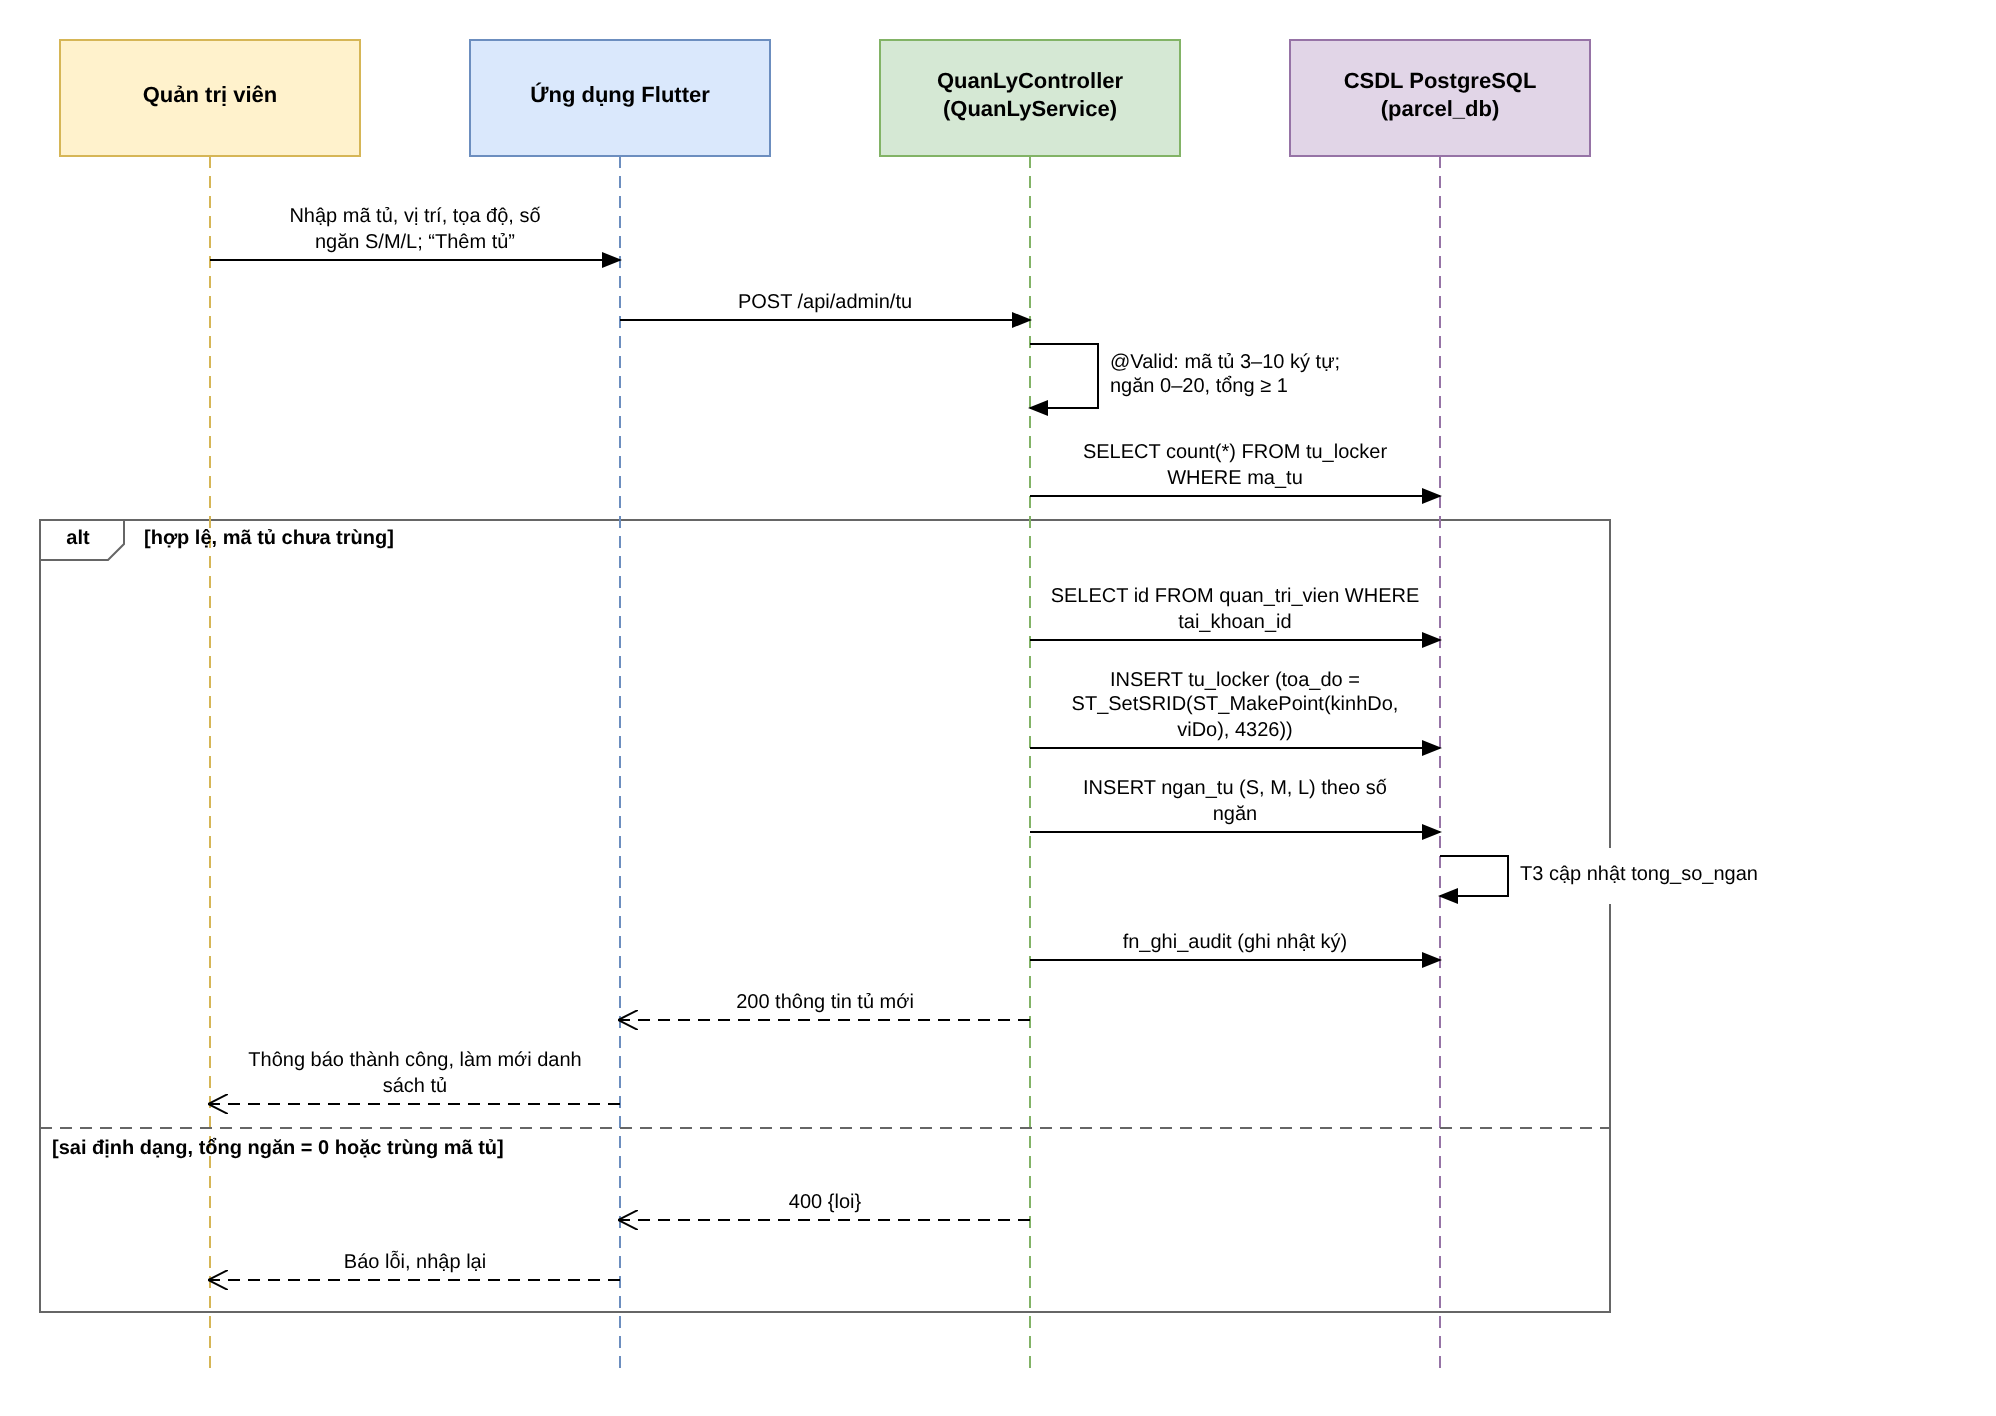 Quản trị viên
Ứng dụng Flutter
QuanLyController
(QuanLyService)
CSDL PostgreSQL
(parcel_db)
Nhập mã tủ, vị trí, tọa độ, số
ngăn S/M/L; “Thêm tủ”
POST /api/admin/tu
@Valid: mã tủ 3–10 ký tự;
ngăn 0–20, tổng ≥ 1
SELECT count(*) FROM tu_locker
WHERE ma_tu
alt
[hợp lệ, mã tủ chưa trùng]
SELECT id FROM quan_tri_vien WHERE
tai_khoan_id
INSERT tu_locker (toa_do =
ST_SetSRID(ST_MakePoint(kinhDo,
viDo), 4326))
INSERT ngan_tu (S, M, L) theo số
ngăn
T3 cập nhật tong_so_ngan
fn_ghi_audit (ghi nhật ký)
200 thông tin tủ mới
Thông báo thành công, làm mới danh
sách tủ
[sai định dạng, tổng ngăn = 0 hoặc trùng mã tủ]
400 {loi}
Báo lỗi, nhập lại